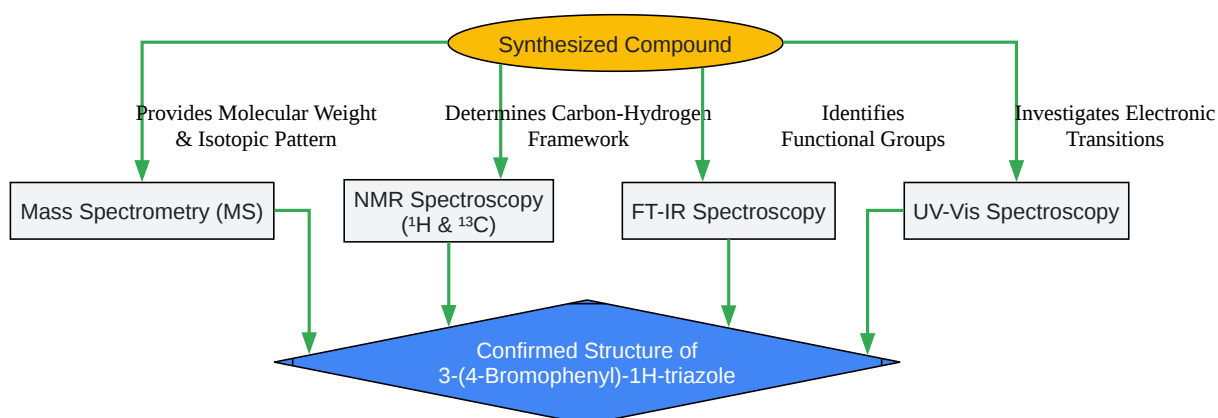 Synthesized Compound
Provides Molecular Weight
& Isotopic Pattern
Determines Carbon-Hydrogen
Framework
Identifies
Functional Groups
Investigates Electronic
Transitions
Mass Spectrometry (MS)
NMR Spectroscopy
(¹H & ¹³C)
FT-IR Spectroscopy
UV-Vis Spectroscopy
Confirmed Structure of
3-(4-Bromophenyl)-1H-triazole